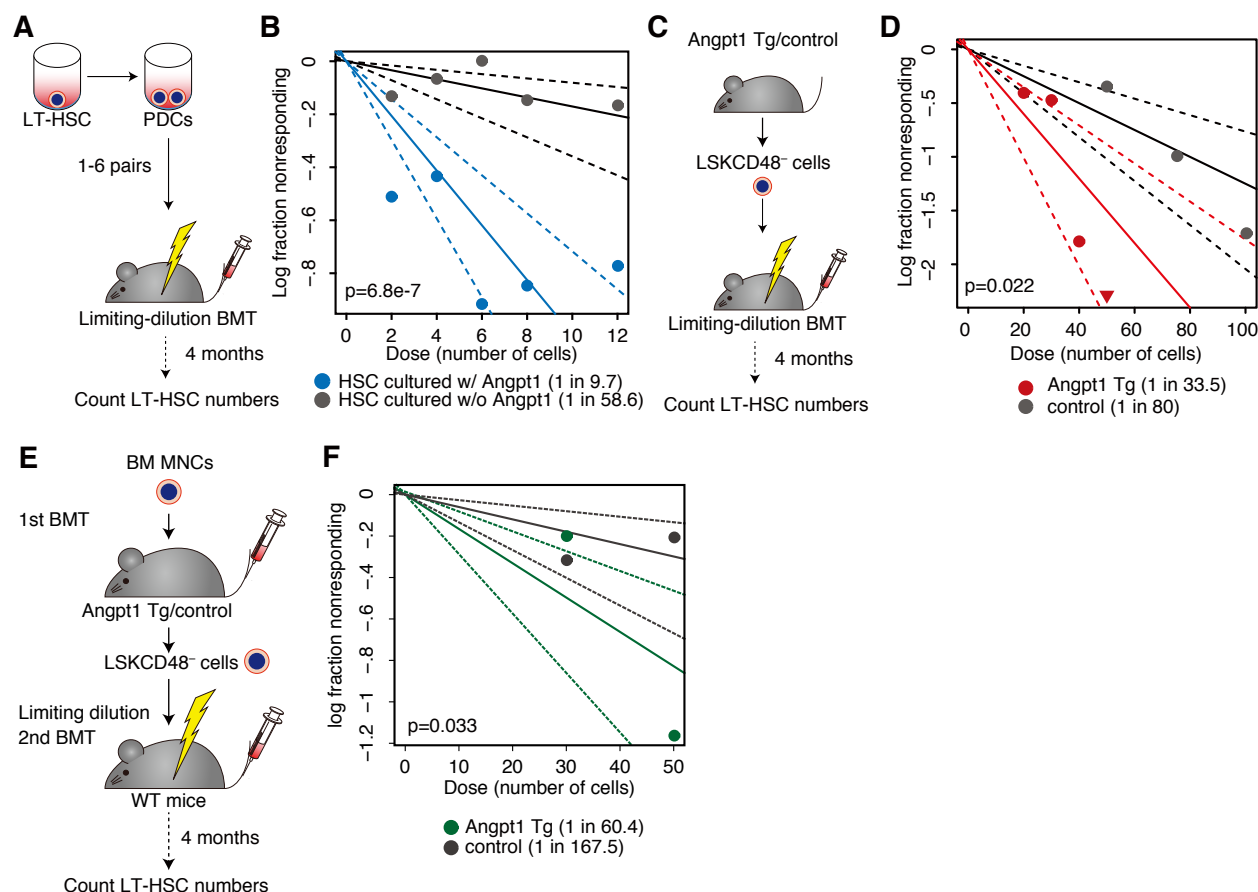 A
LT-HSC
PDCs
1-6 pairs
Limiting-dilution BMT
4 months
Count LT-HSC numbers
B
Log fraction nonresponding
0
-.2
-.4
-.6
-.8
p=6.8e-7
0 2 4 6 8 10 12
Dose (number of cells)
HSC cultured w/ Angpt1 (1 in 9.7)
HSC cultured w/o Angpt1 (1 in 58.6)
C
Angpt1 Tg/control
LSKCD48⁻ cells
Limiting-dilution BMT
4 months
Count LT-HSC numbers
D
Log fraction nonresponding
0
-.5
-1
-1.5
-2
p=0.022
0 20 40 60 80 100
Dose (number of cells)
Angpt1 Tg (1 in 33.5)
control (1 in 80)
E
BM MNCs
1st BMT
Angpt1 Tg/control
LSKCD48⁻ cells
Limiting dilution
2nd BMT
WT mice
4 months
Count LT-HSC numbers
F
log fraction nonresponding
0
-.2
-.4
-.6
-.8
-1
-1.2
p=0.033
0 10 20 30 40 50
Dose (number of cells)
Angpt1 Tg (1 in 60.4)
control (1 in 167.5)